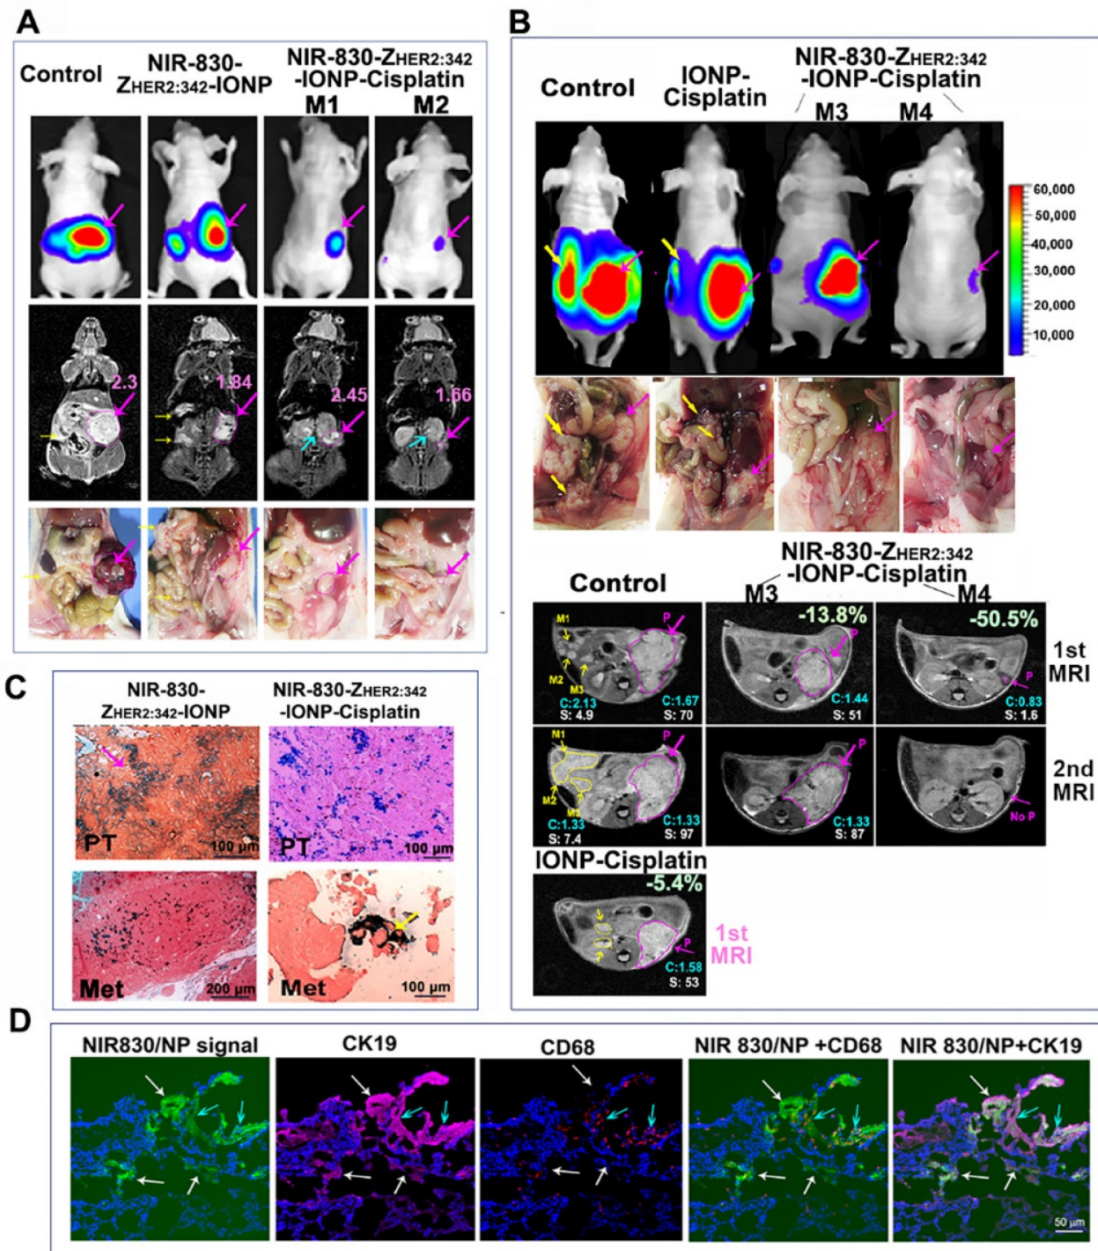 A
Control
NIR-830-
ZHER2:342-IONP
NIR-830-ZHER2:342
-IONP-Cisplatin
M1
M2
2.3
1.84
2.45
1.66
B
Control
IONP-
Cisplatin
NIR-830-ZHER2:342
-IONP-Cisplatin
M3
M4
60,000
50,000
40,000
30,000
20,000
10,000
Control
NIR-830-ZHER2:342
-IONP-Cisplatin
M3
M4
M1
M2
M3
P
C:2.13
S: 4.9
C:1.67
S: 70
-13.8%
P
C:1.44
S: 51
-50.5%
P
C:0.83
S: 1.6
1st
MRI
M1
M2
M3
P
C:1.33
S: 7.4
C:1.33
S: 97
P
C:1.33
S: 87
No P
2nd
MRI
IONP-Cisplatin
-5.4%
P
C:1.58
S: 53
1st
MRI
C
NIR-830-
ZHER2:342-IONP
NIR-830-ZHER2:342
-IONP-Cisplatin
PT
100 µm
PT
100 µm
Met
200 µm
Met
100 µm
D
NIR830/NP signal
CK19
CD68
NIR 830/NP +CD68
NIR 830/NP+CK19
50 µm